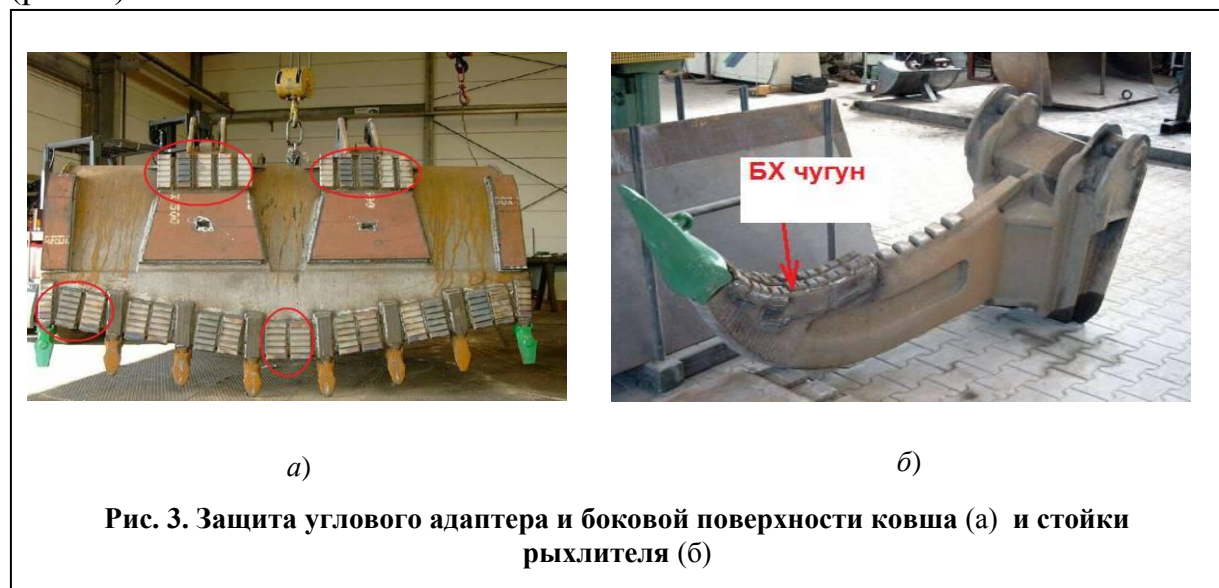 БХ чугун
а)
б)
Рис. 3. Защита углового адаптера и боковой поверхности ковша (а) и стойки
рыхлителя (б)